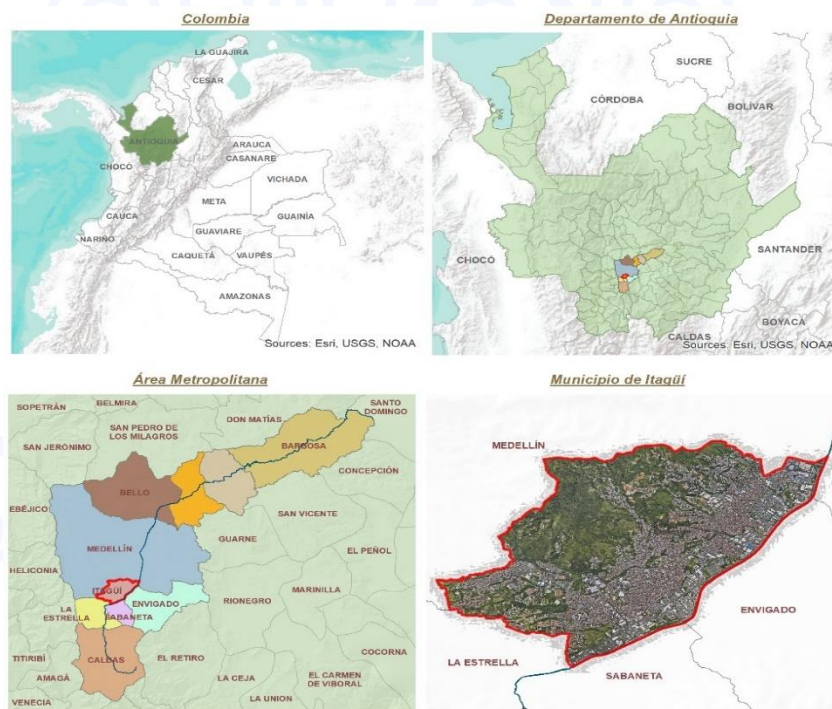 Colombia
LA GUAJIRA
CESAR
ANTIOQUIA
ARAUCA
CASANARE
CHOCÓ
VICHADA
META
CAUCA
GUAINÍA
GUAVIARE
NARIÑO
CAQUETÁ
VAUPÉS
AMAZONAS
Sources: Esri, USGS, NOAA
Departamento de Antioquia
SUCRE
CÓRDOBA
BOLÍVAR
SANTANDER
CHOCÓ
BOYACA
CALDAS
Sources: Esri, USGS, NOAA
Área Metropolitana
SOPETRÁN
BELMIRA
SANTO
DOMINGO
DON MATÍAS
SAN PEDRO DE
LOS MILAGROS
SAN JERÓNIMO
BARBOSA
CONCEPCIÓN
BELLO
EBÉJICO
SAN VICENTE
GUARNE
MEDELLÍN
EL PEÑOL
HELICONIA
ITAGÜÍ
MARINILLA
ENVIGADO
RIONEGRO
LA
ESTRELLA
SABANETA
COCORNA
TITIRIBÍ
CALDAS
EL RETIRO
AMAGÁ
LA CEJA
EL CARMEN
DE VIBORAL
LA UNION
VENECIA
Municipio de Itagüí
MEDELLÍN
ENVIGADO
LA ESTRELLA
SABANETA